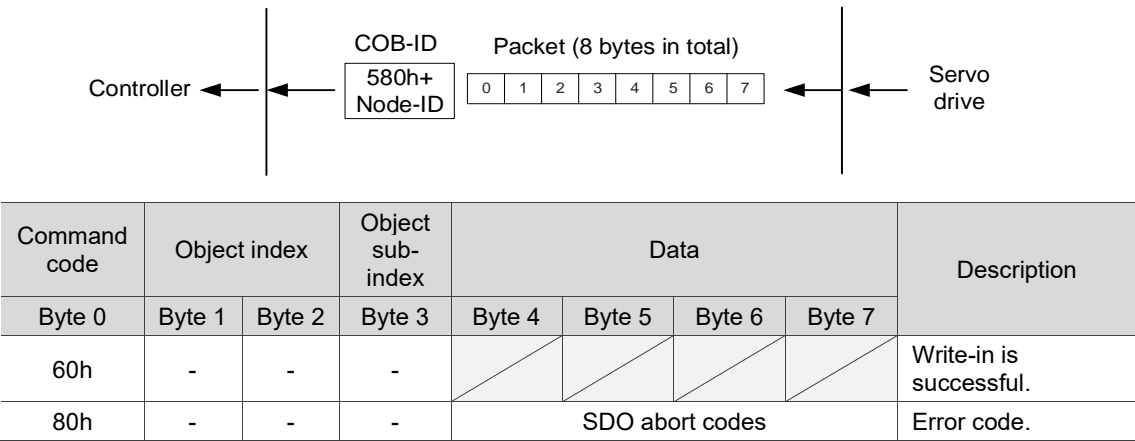 COB-ID Packet (8 bytes in total)
Controller 580h+ Node-ID 0 1 2 3 4 5 6 7 Servo drive
Command code Object index Object sub-index Data Description
Byte 0 Byte 1 Byte 2 Byte 3 Byte 4 Byte 5 Byte 6 Byte 7
60h - - - Write-in is successful.
80h - - - SDO abort codes Error code.